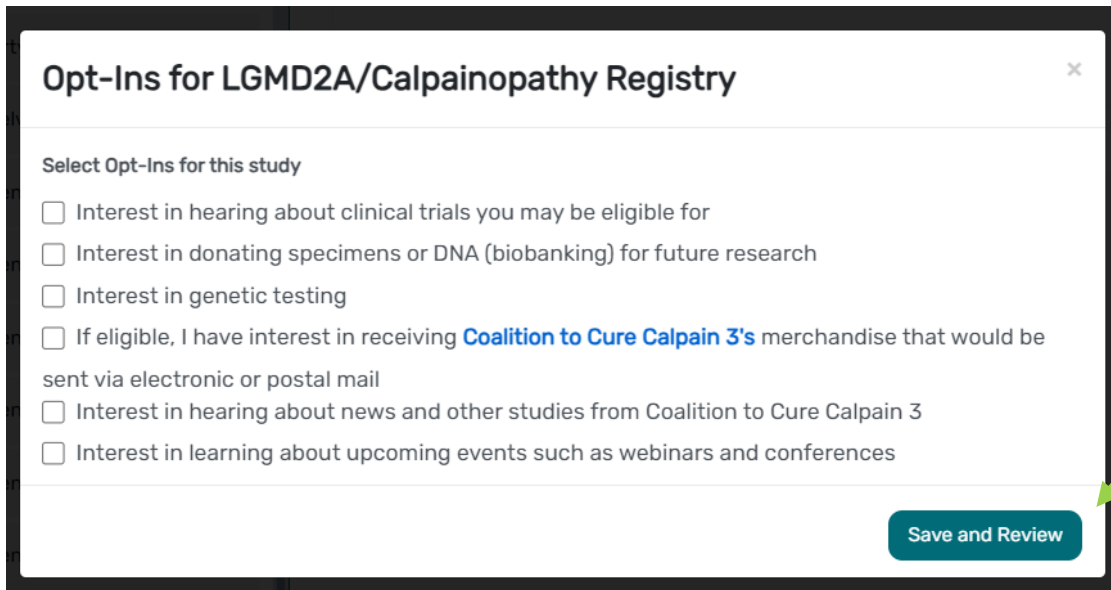 Opt-Ins for LGMD2A/Calpainopathy Registry
×
Select Opt-Ins for this study
Interest in hearing about clinical trials you may be eligible for
Interest in donating specimens or DNA (biobanking) for future research
Interest in genetic testing
If eligible, I have interest in receiving Coalition to Cure Calpain 3's merchandise that would be
sent via electronic or postal mail
Interest in hearing about news and other studies from Coalition to Cure Calpain 3
Interest in learning about upcoming events such as webinars and conferences
Save and Review